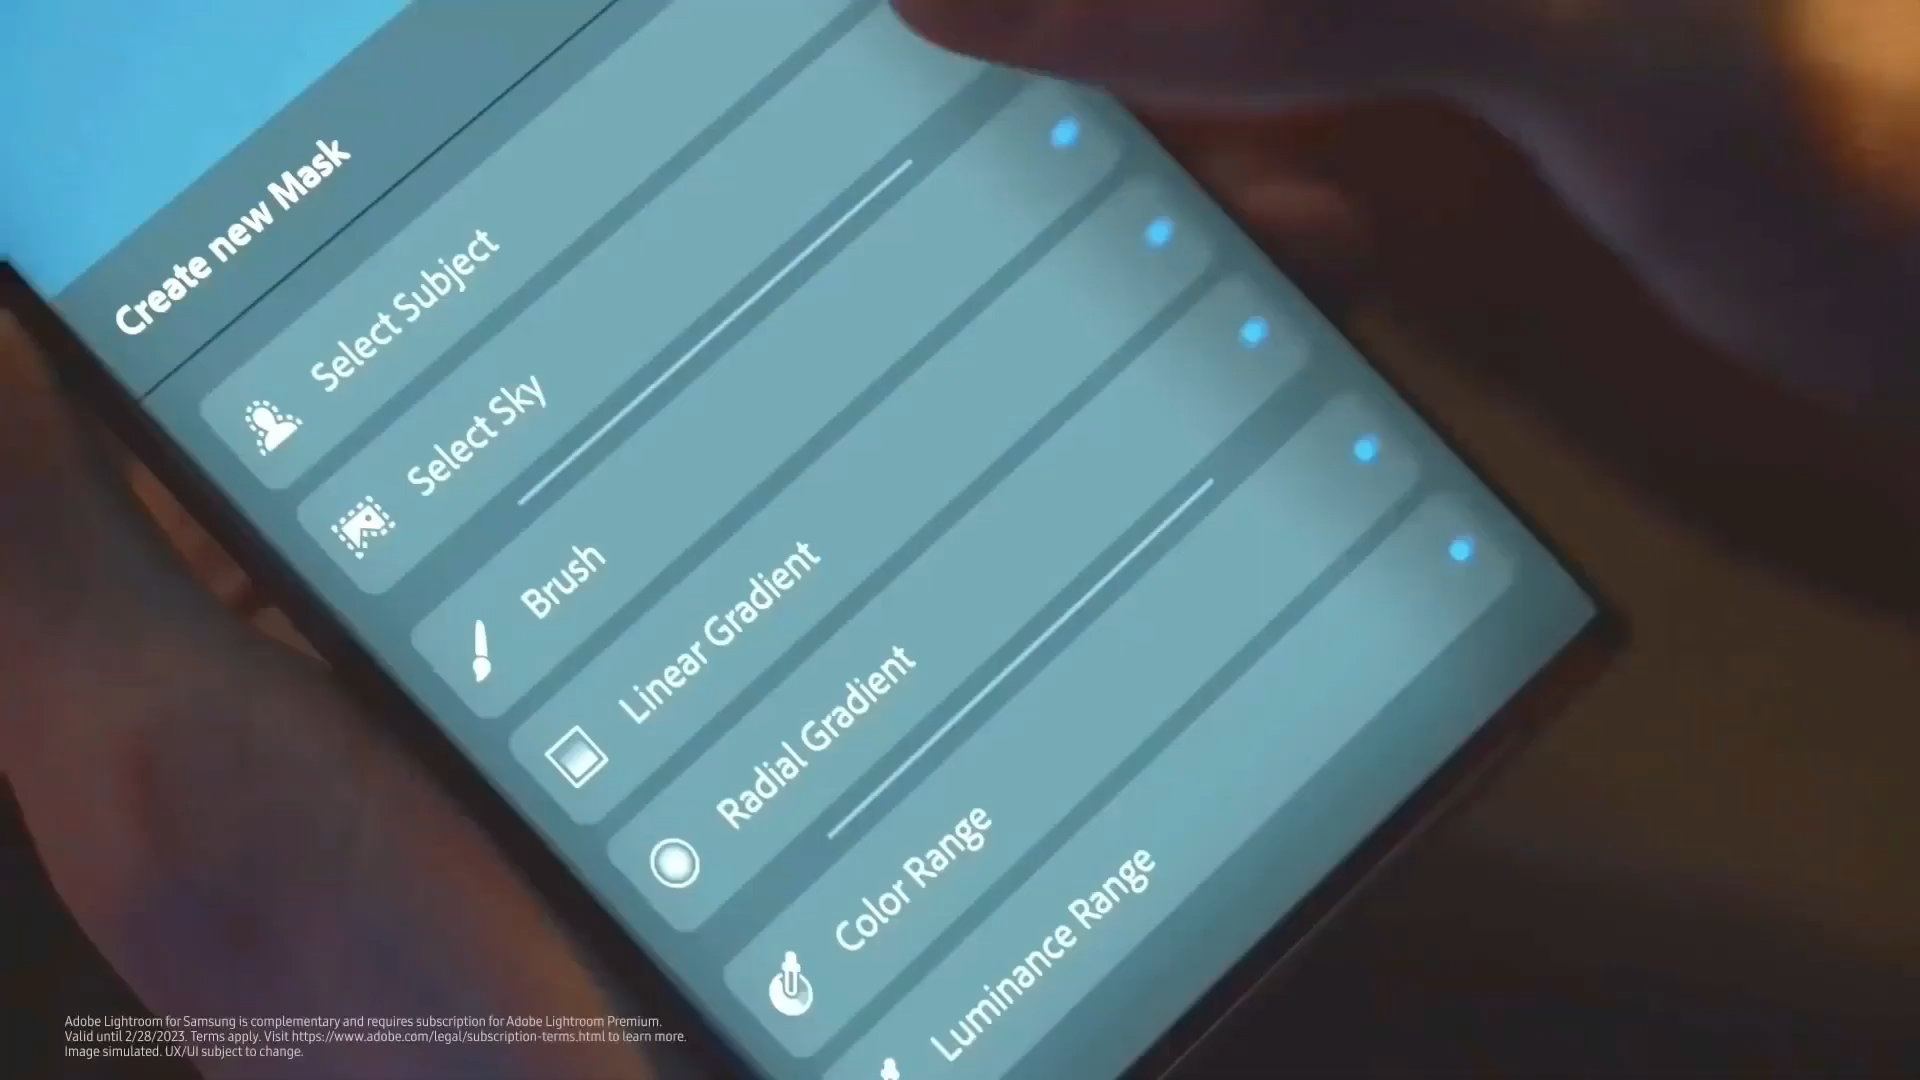 Create new Mask
Select Subject
Select Sky
Brush
Linear Gradient
Radial Gradient
Color Range
Luminance Range
Adobe Lightroom for Samsung is complementary and requires subscription for Adobe Lightroom Premium.
Valid until 2/28/2023. Terms apply. Visit https://www.adobe.com/legal/subscription-terms.html to learn more.
Image simulated. UX/UI subject to change.